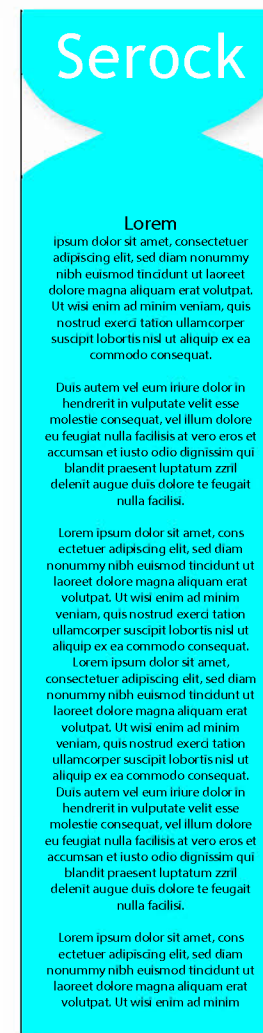 Serock
Lorem
ipsum dolor sit amet, consectetuer
adipiscing elit, sed diam nonummy
nibh euismod tincidunt ut laoreet
dolore magna aliquam erat volutpat.
Ut wisi enim ad minim veniam, quis
nostrud exerci tation ullamcorper
suscipit lobortis nisl ut aliquip ex ea
commodo consequat.
Duis autem vel eum iriure dolor in
hendrerit in vulputate velit esse
molestie consequat, vel illum dolore
eu feugiat nulla facilisis at vero eros et
accumsan et iusto odio dignissim qui
blandit praesent luptatum zzril
delenit augue duis dolore te feugait
nulla facilisi.
Lorem ipsum dolor sit amet, cons
ectetuer adipiscing elit, sed diam
nonummy nibh euismod tincidunt ut
laoreet dolore magna aliquam erat
volutpat. Ut wisi enim ad minim
veniam, quis nostrud exerci tation
ullamcorper suscipit lobortis nisl ut
aliquip ex ea commodo consequat.
Lorem ipsum dolor sit amet,
consectetuer adipiscing elit, sed diam
nonummy nibh euismod tincidunt ut
laoreet dolore magna aliquam erat
volutpat. Ut wisi enim ad minim
veniam, quis nostrud exerci tation
ullamcorper suscipit lobortis nisl ut
aliquip ex ea commodo consequat.
Duis autem vel eum iriure dolor in
hendrerit in vulputate velit esse
molestie consequat, vel illum dolore
eu feugiat nulla facilisis at vero eros et
accumsan et iusto odio dignissim qui
blandit praesent luptatum zzril
delenit augue duis dolore te feugait
nulla facilisi.
Lorem ipsum dolor sit amet, cons
ectetuer adipiscing elit, sed diam
nonummy nibh euismod tincidunt ut
laoreet dolore magna aliquam erat
volutpat. Ut wisi enim ad minim